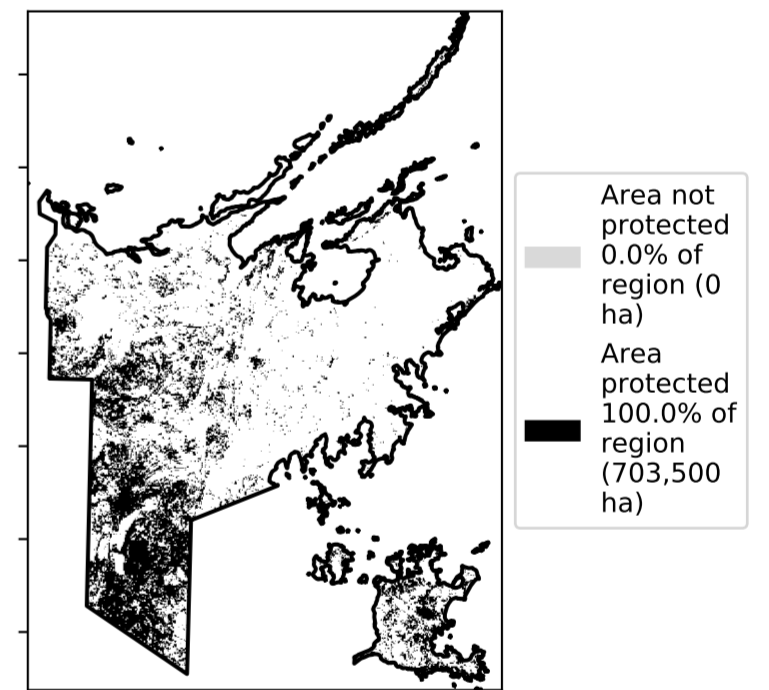 Area not
protected
0.0% of
region (0
ha)
Area
protected
100.0% of
region
(703,500
ha)